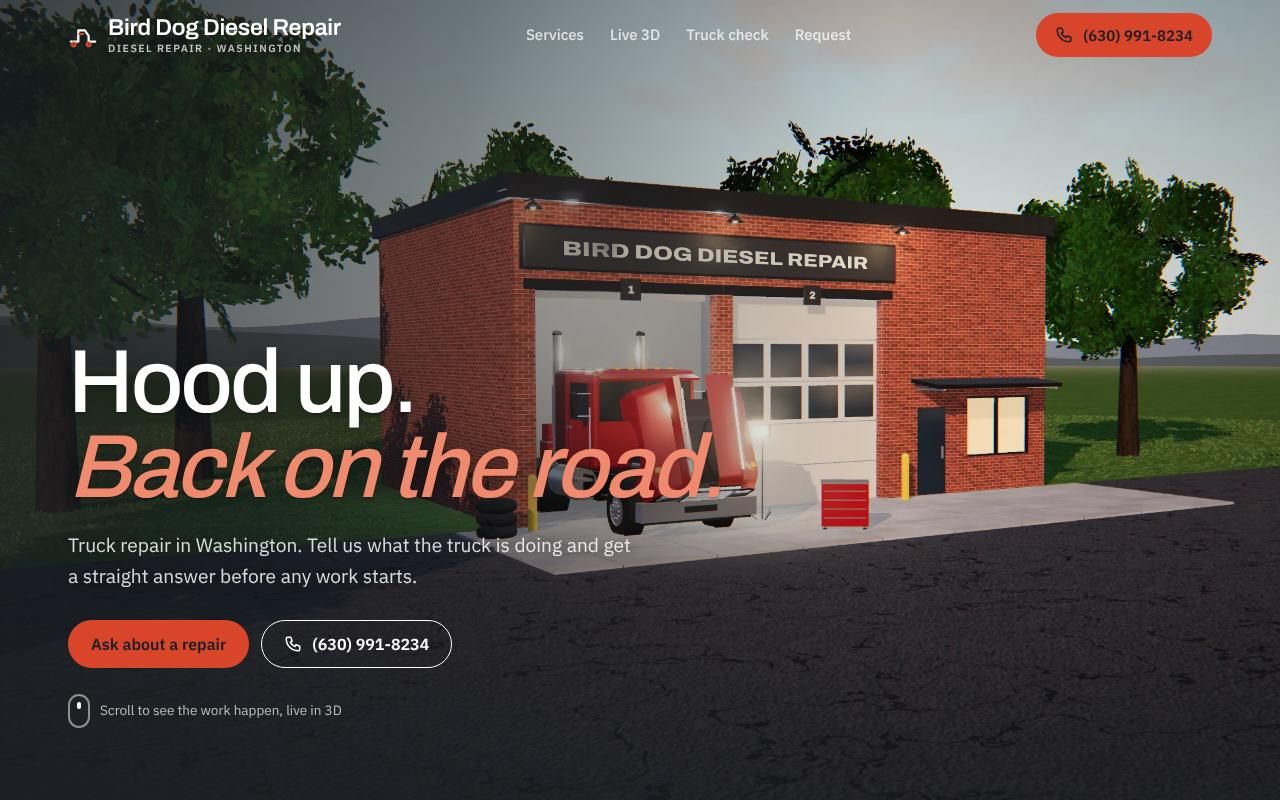 Bird Dog Diesel Repair
DIESEL REPAIR · WASHINGTON
Services
Live 3D
Truck check
Request
(630) 991-8234
BIRD DOG DIESEL REPAIR
1
2
Hood up.
Back on the road.
Truck repair in Washington. Tell us what the truck is doing and get
a straight answer before any work starts.
Ask about a repair
(630) 991-8234
Scroll to see the work happen, live in 3D